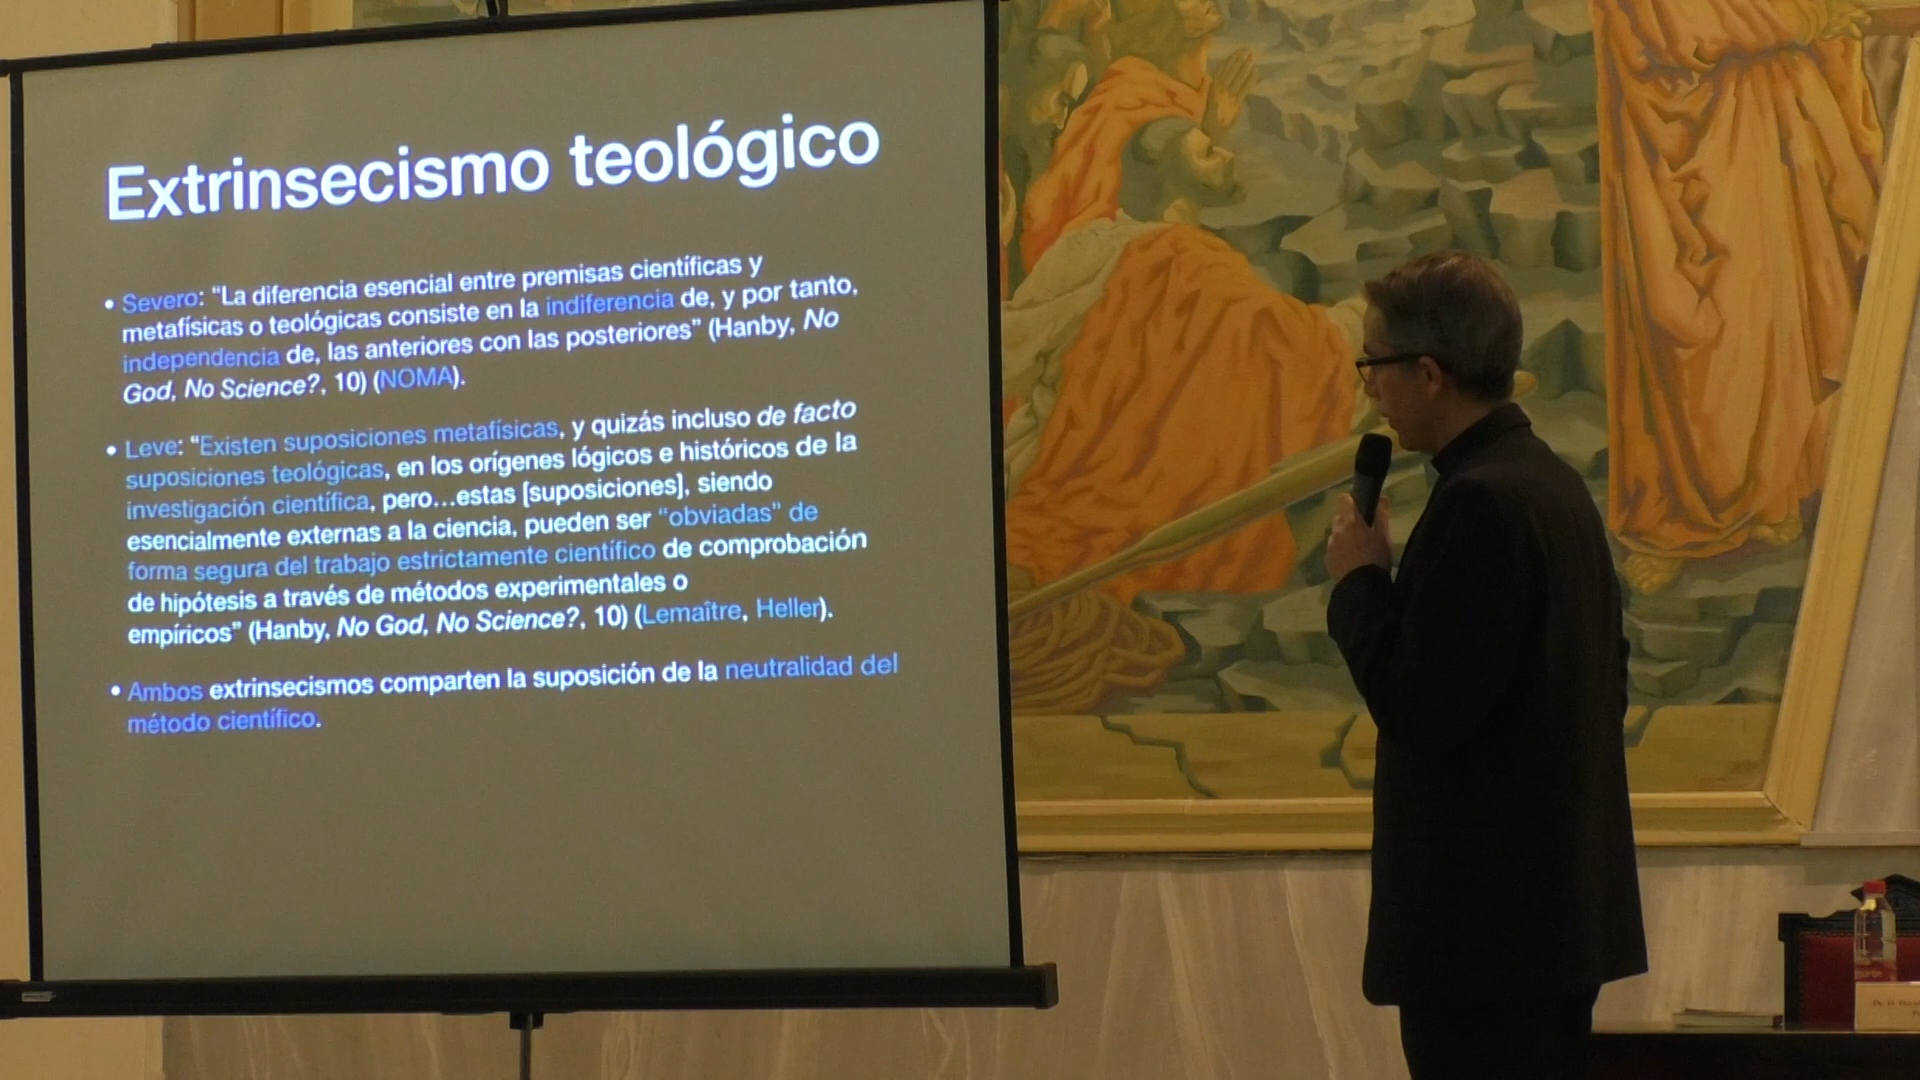 Extrinsecismo teológico
• Severo: “La diferencia esencial entre premisas científicas y
metafísicas o teológicas consiste en la indiferencia de, y por tanto,
independencia de, las anteriores con las posteriores” (Hanby, No
God, No Science?, 10) (NOMA).
• Leve: “Existen suposiciones metafísicas, y quizás incluso de facto
suposiciones teológicas, en los orígenes lógicos e históricos de la
investigación científica, pero…estas [suposiciones], siendo
esencialmente externas a la ciencia, pueden ser “obviadas” de
forma segura del trabajo estrictamente científico de comprobación
de hipótesis a través de métodos experimentales o
empíricos” (Hanby, No God, No Science?, 10) (Lemaître, Heller).
• Ambos extrinsecismos comparten la suposición de la neutralidad del
método científico.